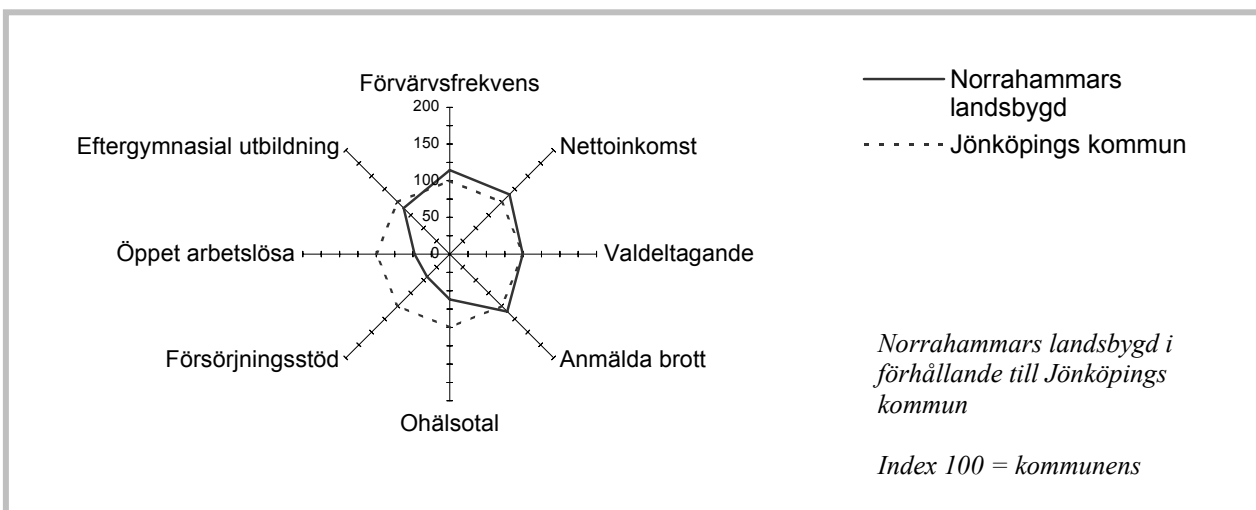 Förvärvsfrekvens
200
150
100
50
0
Nettoinkomst
Valdeltagande
Anmälda brott
Ohälsotal
Försörjningsstöd
Öppet arbetslösa
Eftergymnasial utbildning
Norrahammars
landsbygd
Jönköpings kommun
Norrahammars landsbygd i
förhållande till Jönköpings
kommun
Index 100 = kommunens